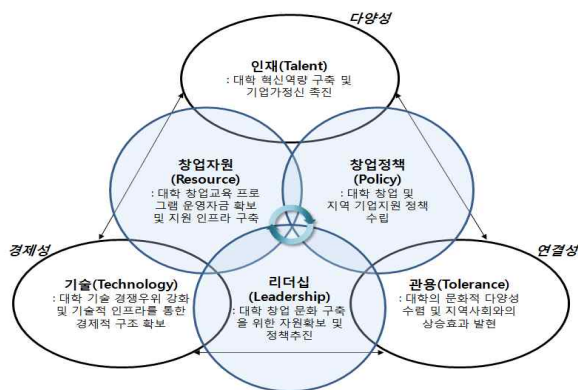 다양성
인재(Talent)
: 대학 혁신역량 구축 및
기업가정신 촉진
창업자원
(Resource)
: 대학 창업교육 프로
그램 운영자금 확보
및 지원 인프라 구축
창업정책
(Policy)
: 대학 창업 및
지역 기업지원 정책
수립
경제성
연결성
기술(Technology)
: 대학 기술 경쟁우위 강화
및 기술적 인프라를 통한
경제적 구조 확보
리더십
(Leadership)
: 대학 창업 문화 구축
을 위한 자원확보 및
정책추진
관용(Tolerance)
: 대학의 문화적 다양성
수렴 및 지역사회와의
상승효과 발현